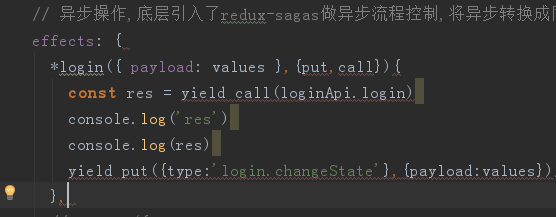 // 异步操作,底层引入了redux-sagas做异步流程控制,将异步转换成
effects: {
*login({ payload: values },{put,call}){
const res = yield call(loginApi.login)
console.log('res')
console.log(res)
yield put({type:'login.changeState'},{payload:values})
},